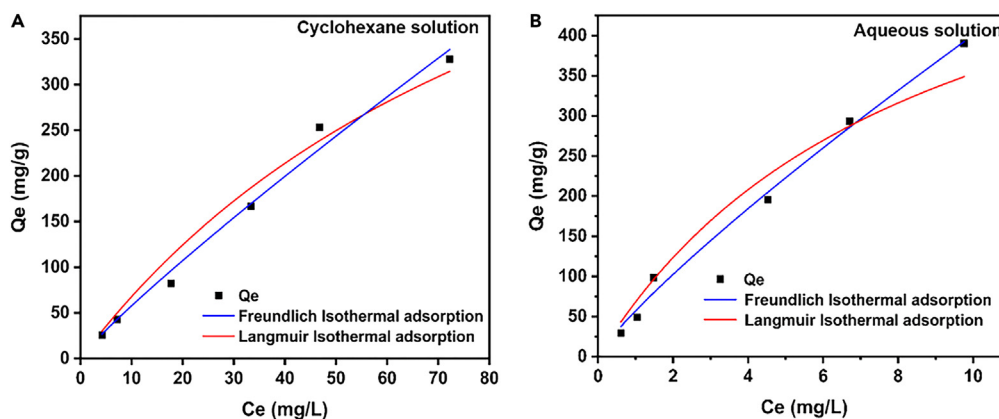 A
Cyclohexane solution
350
300
250
200
150
100
50
0
Qe (mg/g)
Qe
Freundlich Isothermal adsorption
Langmuir Isothermal adsorption
0 10 20 30 40 50 60 70 80
Ce (mg/L)
B
Aqueous solution
400
350
300
250
200
150
100
50
0
Qe (mg/g)
Qe
Freundlich Isothermal adsorption
Langmuir Isothermal adsorption
0 2 4 6 8 10
Ce (mg/L)